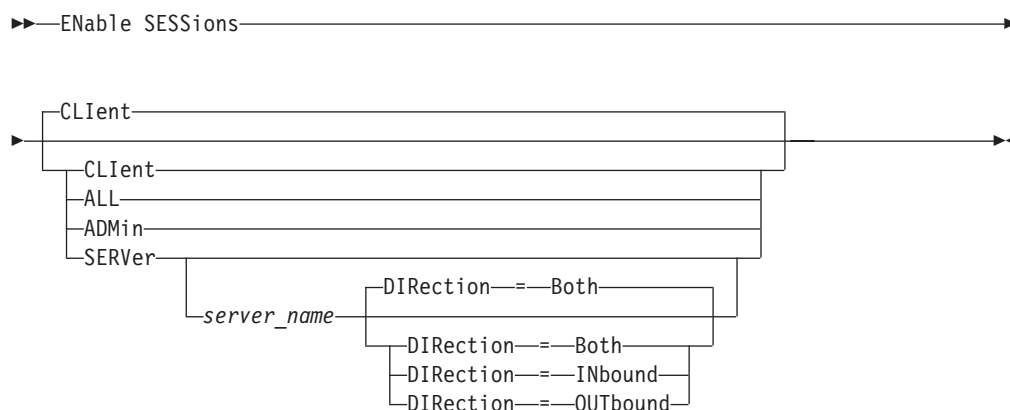 ENable SESSions
CLIent
CLIent
ALL
ADMin
SERVer
DIRection = Both
server_name
DIRection = Both
DIRection = INbound
DIRection = OUTbound